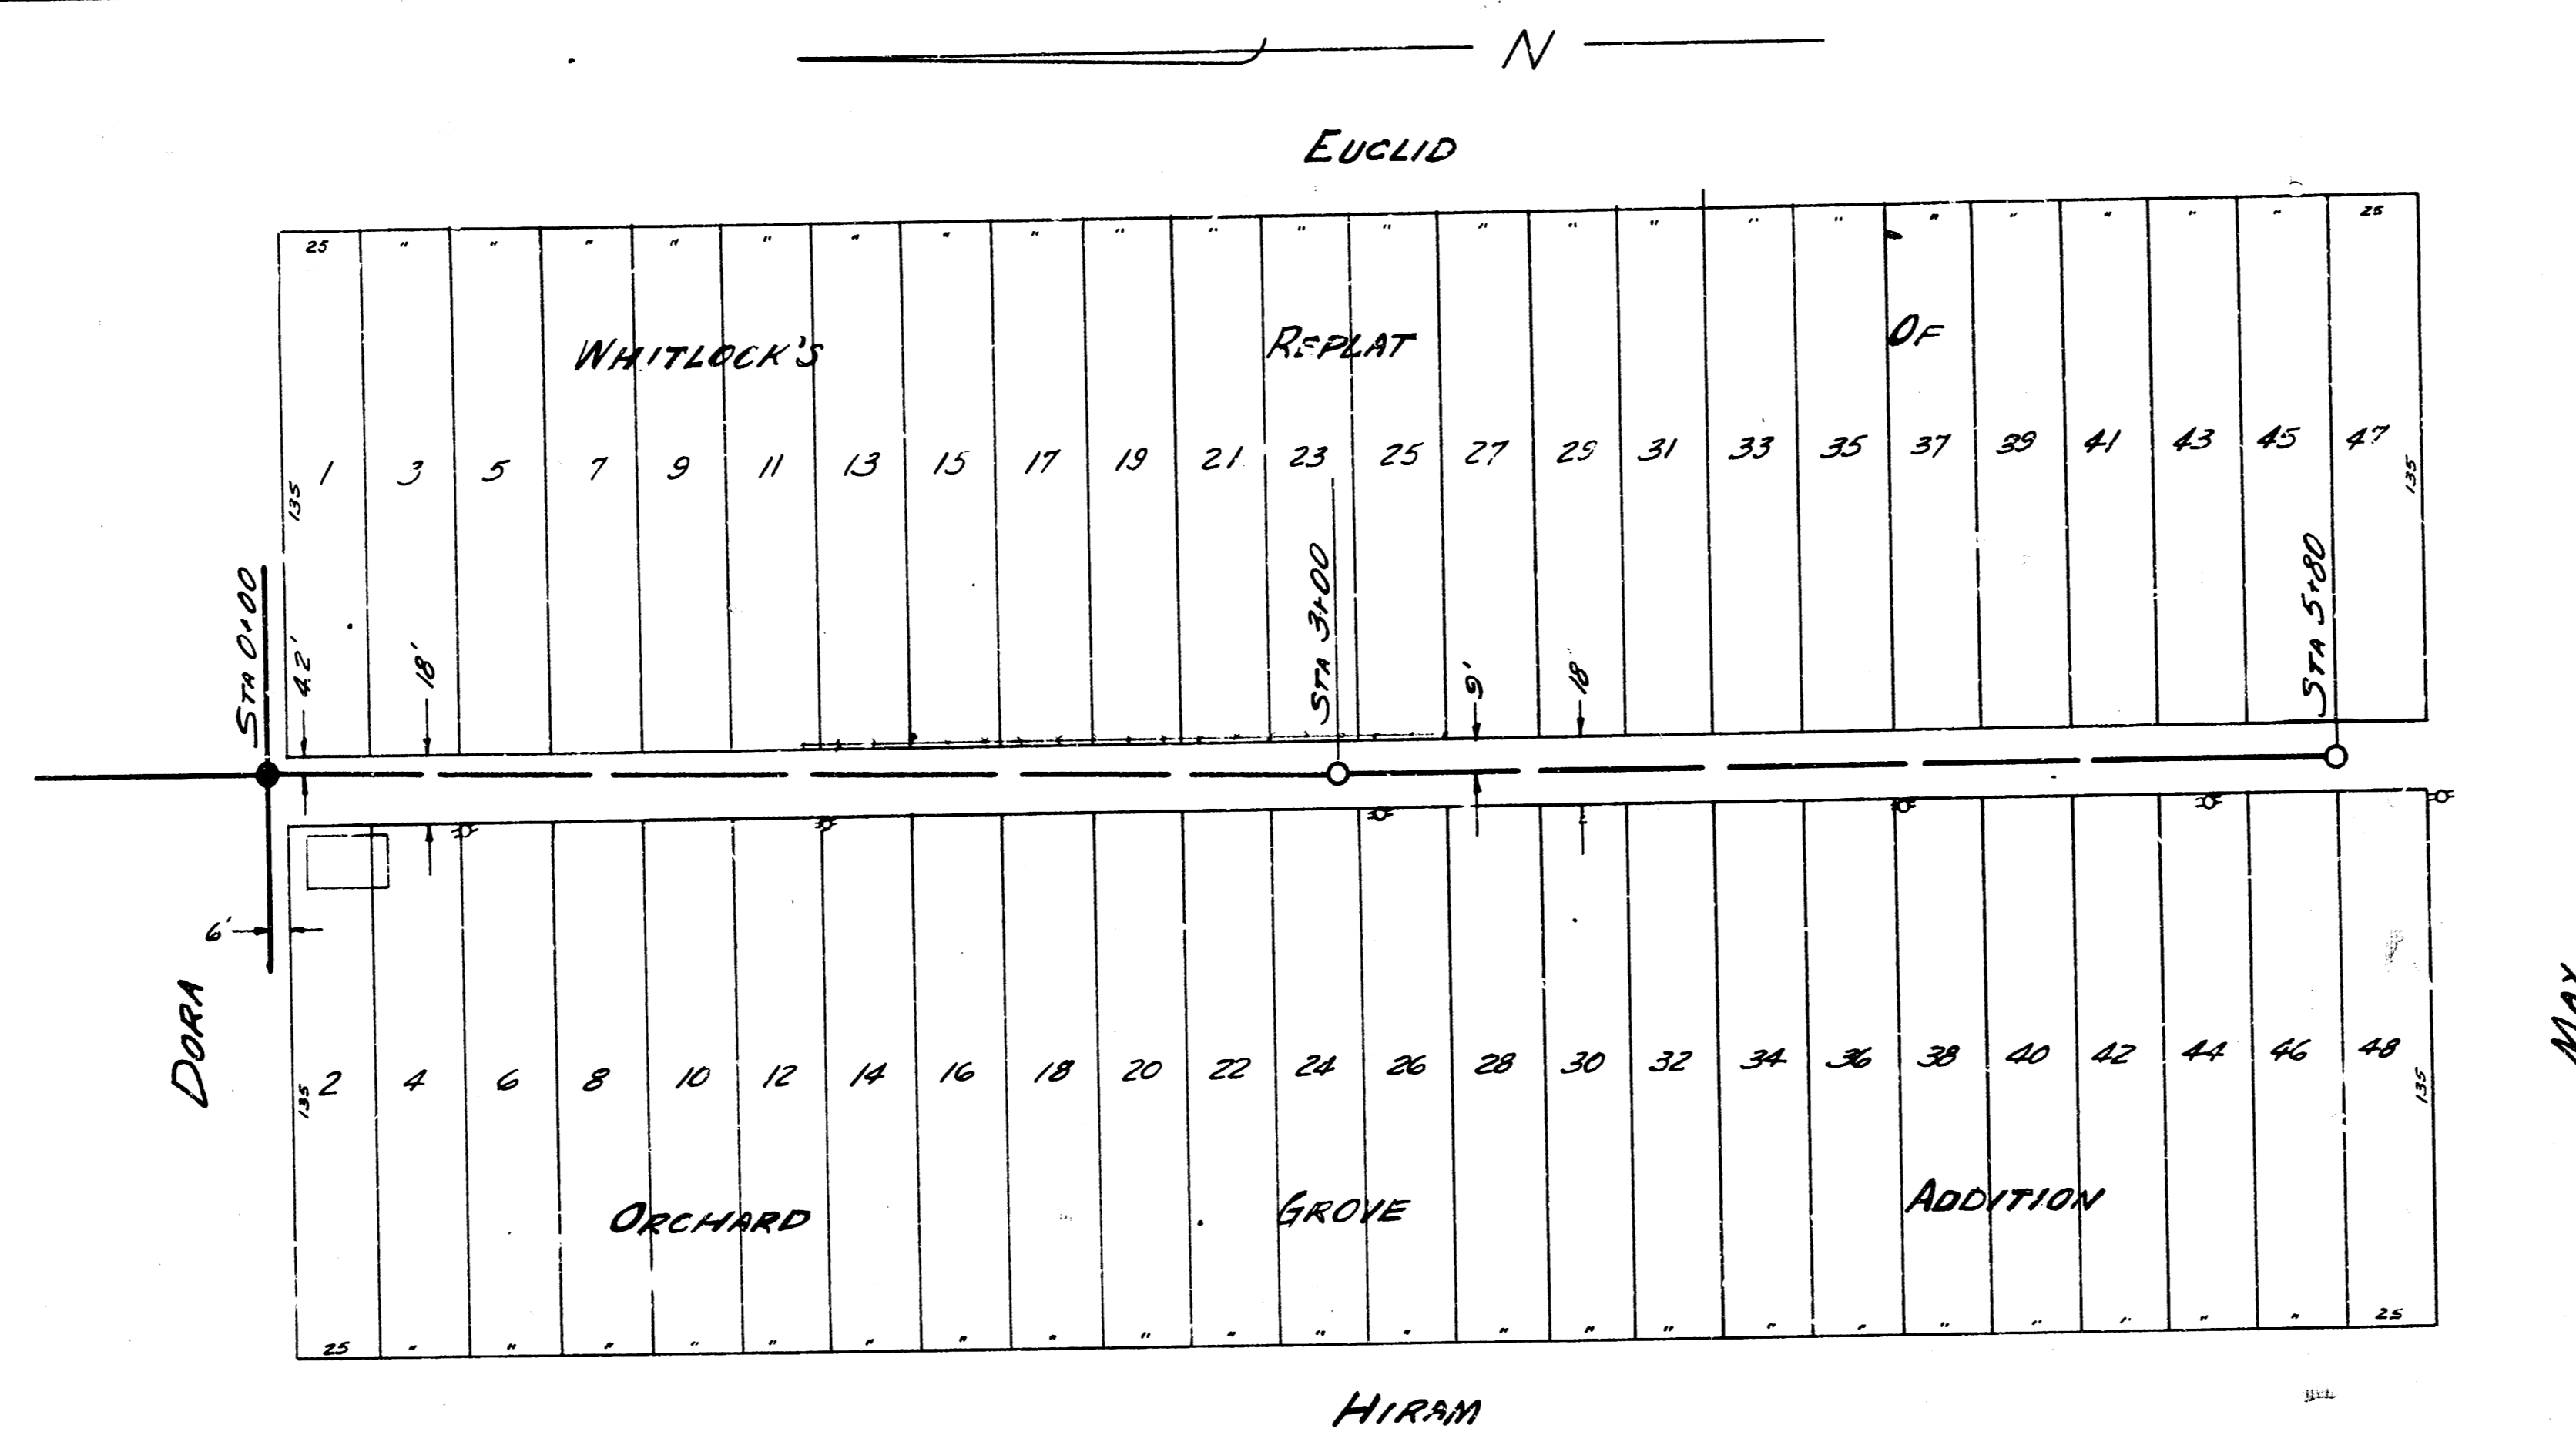 N
EUCLID
25 " " " " " " " " " " " " " " " " " " " " " " 25
WHITLOCK'S REPLAT OF
1 3 5 7 9 11 13 15 17 19 21 23 25 27 29 31 33 35 37 39 41 43 45 47
135 135
STA 0+00 4.2' 18' STA 3+00 9' 18' STA 5+80
6'
DORA MAY
2 4 6 8 10 12 14 16 18 20 22 24 26 28 30 32 34 36 38 40 42 44 46 48
135 135
ORCHARD GROVE ADDITION
25 " " " " " " " " " " " " " " " " " " " " " " 25
HIRAM